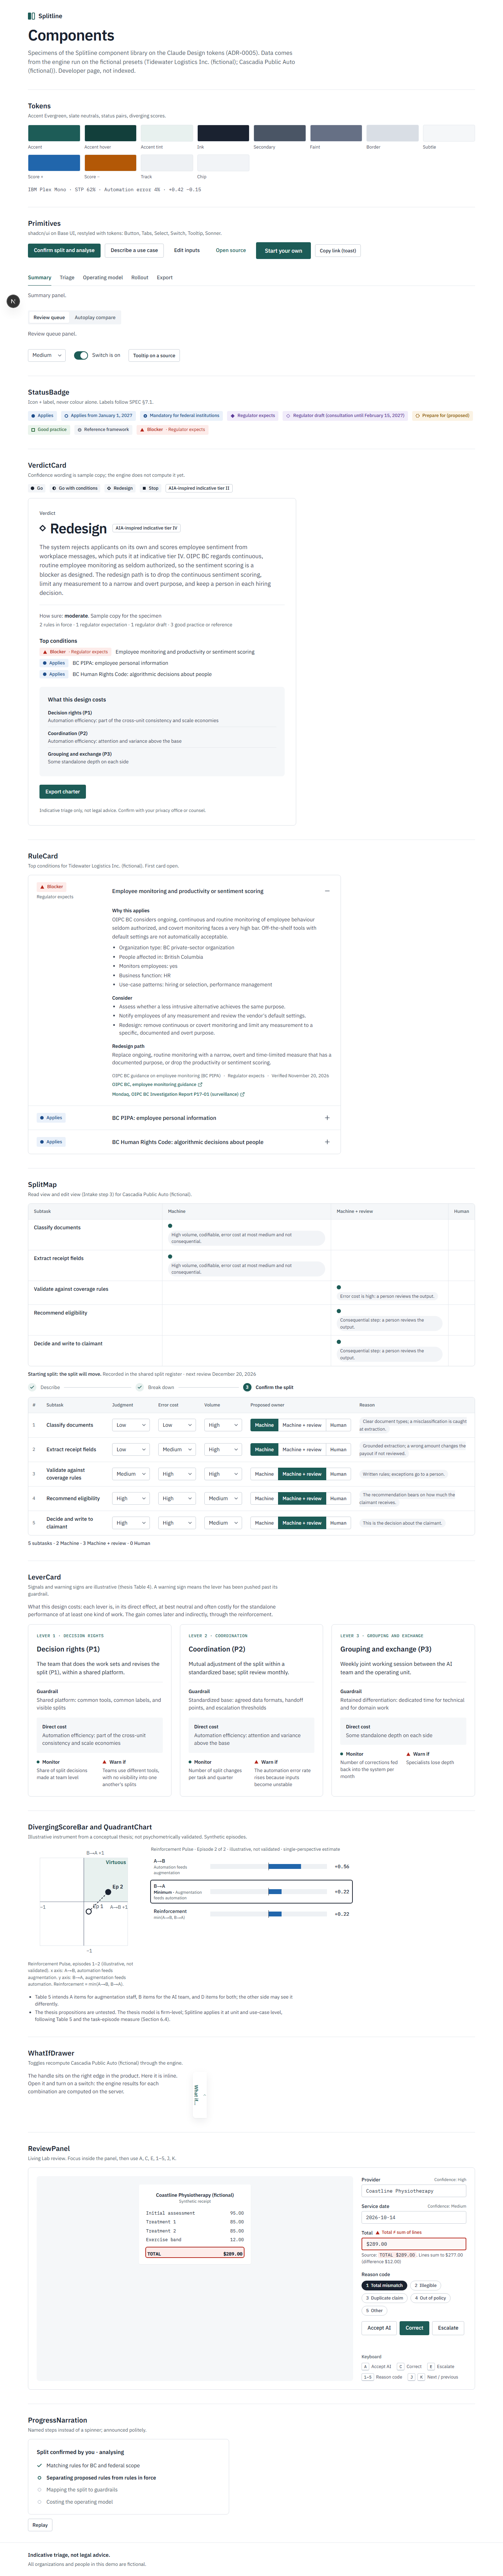 Splitline
Components
Specimens of the Splitline component library on the Claude Design tokens (ADR-0005). Data comes
from the engine run on the fictional presets (Tidewater Logistics Inc. (fictional); Cascadia Public Auto
(fictional)). Developer page, not indexed.
Tokens
Accent Evergreen, slate neutrals, status pairs, diverging scores.
Accent
Accent hover
Accent tint
Ink
Secondary
Faint
Border
Subtle
Score +
Score −
Track
Chip
IBM Plex Mono · STP 62% · Automation error 4% · +0.42 −0.15
Primitives
shadcn/ui on Base UI, restyled with tokens: Button, Tabs, Select, Switch, Tooltip, Sonner.
Confirm split and analyse
Describe a use case
Edit inputs
Open source
Start your own
Copy link (toast)
Summary
Triage
Operating model
Rollout
Export
N
Summary panel.
Review queue
Autoplay compare
Review queue panel.
Medium
Switch is on
Tooltip on a source
StatusBadge
Icon + label, never colour alone. Labels follow SPEC §7.1.
Applies
Applies from January 1, 2027
Mandatory for federal institutions
Regulator expects
Regulator draft (consultation until February 15, 2027)
Prepare for (proposed)
Good practice
Reference framework
Blocker · Regulator expects
VerdictCard
Confidence wording is sample copy; the engine does not compute it yet.
Go
Go with conditions
Redesign
Stop
AIA-inspired indicative tier II
Verdict
Redesign
AIA-inspired indicative tier IV
The system rejects applicants on its own and scores employee sentiment from
workplace messages, which puts it at indicative tier IV. OIPC BC regards continuous,
routine employee monitoring as seldom authorized, so the sentiment scoring is a
blocker as designed. The redesign path is to drop the continuous sentiment scoring,
limit any measurement to a narrow and overt purpose, and keep a person in each hiring
decision.
How sure: moderate. Sample copy for the specimen
2 rules in force · 1 regulator expectation · 1 regulator draft · 3 good practice or reference
Top conditions
Blocker · Regulator expects
Employee monitoring and productivity or sentiment scoring
Applies
BC PIPA: employee personal information
Applies
BC Human Rights Code: algorithmic decisions about people
What this design costs
Decision rights (P1)
Automation efficiency: part of the cross-unit consistency and scale economies
Coordination (P2)
Automation efficiency: attention and variance above the base
Grouping and exchange (P3)
Some standalone depth on each side
Export charter
Indicative triage only, not legal advice. Confirm with your privacy office or counsel.
RuleCard
Top conditions for Tidewater Logistics Inc. (fictional). First card open.
Blocker
Regulator expects
Employee monitoring and productivity or sentiment scoring
Why this applies
OIPC BC considers ongoing, continuous and routine monitoring of employee behaviour
seldom authorized, and covert monitoring faces a very high bar. Off-the-shelf tools with
default settings are not automatically acceptable.
Organization type: BC private-sector organization
People affected in: British Columbia
Monitors employees: yes
Business function: HR
Use-case patterns: hiring or selection, performance management
Consider
Assess whether a less intrusive alternative achieves the same purpose.
Notify employees of any measurement and review the vendor's default settings.
Redesign: remove continuous or covert monitoring and limit any measurement to a
specific, documented and overt purpose.
Redesign path
Replace ongoing, routine monitoring with a narrow, overt and time-limited measure that has a
documented purpose, or drop the productivity or sentiment scoring.
OIPC BC guidance on employee monitoring (BC PIPA) · Regulator expects · Verified November 20, 2026
OIPC BC, employee monitoring guidance
Mondaq, OIPC BC Investigation Report P17-01 (surveillance)
Applies
BC PIPA: employee personal information
Applies
BC Human Rights Code: algorithmic decisions about people
SplitMap
Read view and edit view (Intake step 3) for Cascadia Public Auto (fictional).
Subtask
Machine
Machine + review
Human
Classify documents
High volume, codifiable, error cost at most medium and not
consequential.
Extract receipt fields
High volume, codifiable, error cost at most medium and not
consequential.
Validate against coverage rules
Error cost is high: a person reviews the output.
Recommend eligibility
Consequential step: a person reviews the
output.
Decide and write to claimant
Consequential step: a person reviews the
output.
Starting split: the split will move. Recorded in the shared split register · next review December 20, 2026
Describe
Break down
3
Confirm the split
#
Subtask
Judgment
Error cost
Volume
Proposed owner
Reason
1
Classify documents
Low
Low
High
Machine
Machine + review
Human
Clear document types; a misclassification is caught
at extraction.
2
Extract receipt fields
Low
Medium
High
Machine
Machine + review
Human
Grounded extraction; a wrong amount changes the
payout if not reviewed.
3
Validate against
coverage rules
Medium
High
High
Machine
Machine + review
Human
Written rules; exceptions go to a person.
4
Recommend eligibility
High
High
Medium
Machine
Machine + review
Human
The recommendation bears on how much the
claimant receives.
5
Decide and write to
claimant
High
High
Medium
Machine
Machine + review
Human
This is the decision about the claimant.
5 subtasks · 2 Machine · 3 Machine + review · 0 Human
LeverCard
Signals and warning signs are illustrative (thesis Table 4). A warning sign means the lever has been pushed past its
guardrail.
What this design costs: each lever is, in its direct effect, at best neutral and often costly for the standalone
performance of at least one kind of work. The gain comes later and indirectly, through the reinforcement.
LEVER 1 · DECISION RIGHTS
Decision rights (P1)
The team that does the work sets and revises the
split (P1), within a shared platform.
Guardrail
Shared platform: common tools, common labels, and
visible splits
Direct cost
Automation efficiency: part of the cross-unit
consistency and scale economies
Monitor
Share of split decisions
made at team level
Warn if
Teams use different tools,
with no visibility into one
another's splits
LEVER 2 · COORDINATION
Coordination (P2)
Mutual adjustment of the split within a
standardized base; split review monthly.
Guardrail
Standardized base: agreed data formats, handoff
points, and escalation thresholds
Direct cost
Automation efficiency: attention and variance
above the base
Monitor
Number of split changes
per task and quarter
Warn if
The automation error rate
rises because inputs
become unstable
LEVER 3 · GROUPING AND EXCHANGE
Grouping and exchange (P3)
Weekly joint working session between the AI
team and the operating unit.
Guardrail
Retained differentiation: dedicated time for technical
and for domain work
Direct cost
Some standalone depth on each side
Monitor
Number of corrections fed
back into the system per
month
Warn if
Specialists lose depth
DivergingScoreBar and QuadrantChart
Illustrative instrument from a conceptual thesis, not psychometrically validated. Synthetic episodes.
B→A +1
Virtuous
Ep 2
Ep 1
−1
A→B +1
−1
Reinforcement Pulse, episodes 1–2 (illustrative, not
validated). x axis: A→B, automation feeds
augmentation. y axis: B→A, augmentation feeds
automation. Reinforcement = min(A→B, B→A).
Reinforcement Pulse · Episode 2 of 2 · Illustrative, not validated · single-perspective estimate
A→B
Automation feeds
augmentation
+0.56
B→A
Minimum · Augmentation
feeds automation
+0.22
Reinforcement
min(A→B, B→A)
+0.22
Table 5 intends A items for augmentation staff, B items for the AI team, and D items for both; the other side may see it
differently.
The thesis propositions are untested. The thesis model is firm-level; Splitline applies it at unit and use-case level,
following Table 5 and the task-episode measure (Section 6.4).
WhatIfDrawer
Toggles recompute Cascadia Public Auto (fictional) through the engine.
The handle sits on the right edge in the product. Here it is inline.
Open it and turn on a switch: the engine results for each
combination are computed on the server.
What if…
ReviewPanel
Living Lab review. Focus inside the panel, then use A, C, E, 1–5, J, K.
Coastline Physiotherapy (fictional)
Synthetic receipt
Initial assessment 95.00
Treatment 1 85.00
Treatment 2 85.00
Exercise band 12.00
TOTAL $289.00
Provider
Confidence: High
Coastline Physiotherapy
Service date
Confidence: Medium
2026-10-14
Total
Total ≠ sum of lines
$289.00
Source: TOTAL $289.00. Lines sum to $277.00
(difference $12.00)
Reason code
1 Total mismatch
2 Illegible
3 Duplicate claim
4 Out of policy
5 Other
Accept AI
Correct
Escalate
Keyboard
A Accept AI
C Correct
E Escalate
1–5 Reason code
J K Next / previous
ProgressNarration
Named steps instead of a spinner; announced politely.
Split confirmed by you · analysing
Matching rules for BC and federal scope
Separating proposed rules from rules in force
Mapping the split to guardrails
Costing the operating model
Replay
Indicative triage, not legal advice.
All organizations and people in this demo are fictional.